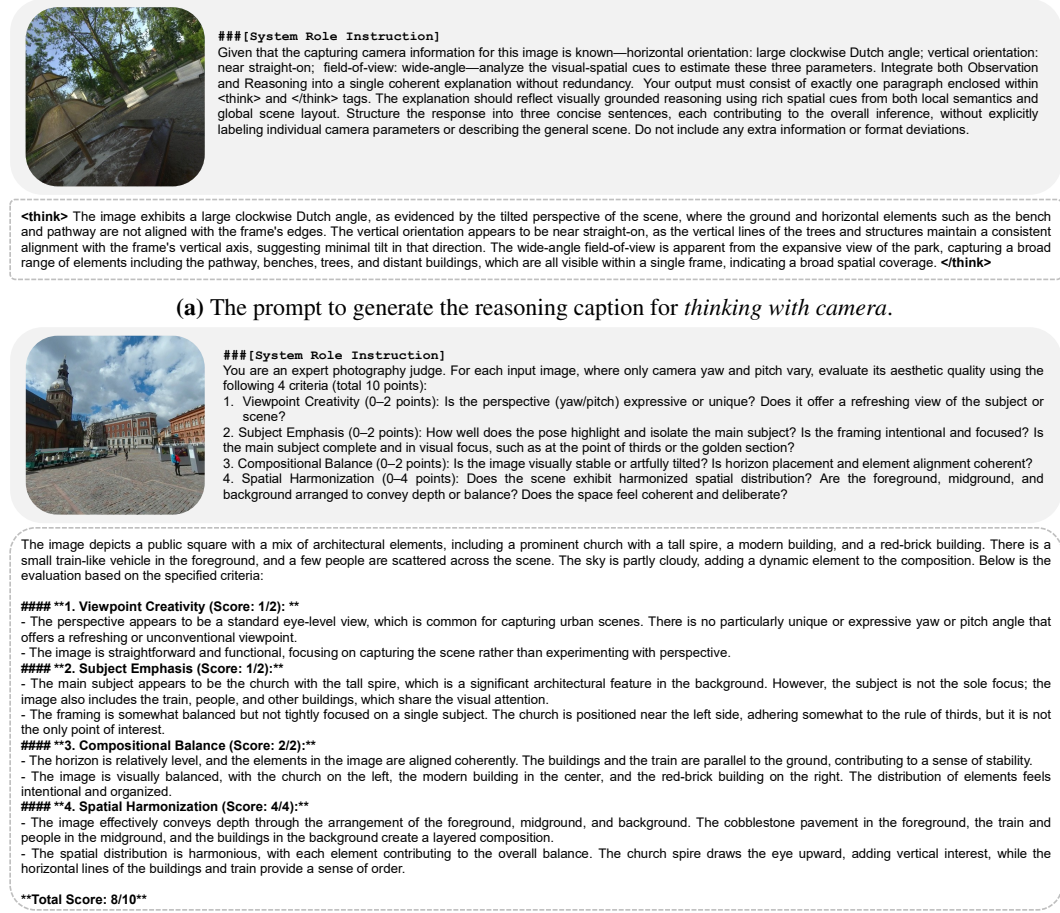 ###[System Role Instruction]
Given that the capturing camera information for this image is known—horizontal orientation: large clockwise Dutch angle; vertical orientation:
near straight-on; field-of-view: wide-angle—analyze the visual-spatial cues to estimate these three parameters. Integrate both Observation
and Reasoning into a single coherent explanation without redundancy. Your output must consist of exactly one paragraph enclosed within
<think> and </think> tags. The explanation should reflect visually grounded reasoning using rich spatial cues from both local semantics and
global scene layout. Structure the response into three concise sentences, each contributing to the overall inference, without explicitly
labeling individual camera parameters or describing the general scene. Do not include any extra information or format deviations.
<think> The image exhibits a large clockwise Dutch angle, as evidenced by the tilted perspective of the scene, where the ground and horizontal elements such as the bench
and pathway are not aligned with the frame's edges. The vertical orientation appears to be near straight-on, as the vertical lines of the trees and structures maintain a consistent
alignment with the frame's vertical axis, suggesting minimal tilt in that direction. The wide-angle field-of-view is apparent from the expansive view of the park, capturing a broad
range of elements including the pathway, benches, trees, and distant buildings, which are all visible within a single frame, indicating a broad spatial coverage. </think>
(a) The prompt to generate the reasoning caption for thinking with camera.
###[System Role Instruction]
You are an expert photography judge. For each input image, where only camera yaw and pitch vary, evaluate its aesthetic quality using the
following 4 criteria (total 10 points):
1. Viewpoint Creativity (0–2 points): Is the perspective (yaw/pitch) expressive or unique? Does it offer a refreshing view of the subject or
scene?
2. Subject Emphasis (0–2 points): How well does the pose highlight and isolate the main subject? Is the framing intentional and focused? Is
the main subject complete and in visual focus, such as at the point of thirds or the golden section?
3. Compositional Balance (0–2 points): Is the image visually stable or artfully tilted? Is horizon placement and element alignment coherent?
4. Spatial Harmonization (0–4 points): Does the scene exhibit harmonized spatial distribution? Are the foreground, midground, and
background arranged to convey depth or balance? Does the space feel coherent and deliberate?
The image depicts a public square with a mix of architectural elements, including a prominent church with a tall spire, a modern building, and a red-brick building. There is a
small train-like vehicle in the foreground, and a few people are scattered across the scene. The sky is partly cloudy, adding a dynamic element to the composition. Below is the
evaluation based on the specified criteria:
#### **1. Viewpoint Creativity (Score: 1/2): **
- The perspective appears to be a standard eye-level view, which is common for capturing urban scenes. There is no particularly unique or expressive yaw or pitch angle that
offers a refreshing or unconventional viewpoint.
- The image is straightforward and functional, focusing on capturing the scene rather than experimenting with perspective.
#### **2. Subject Emphasis (Score: 1/2):**
- The main subject appears to be the church with the tall spire, which is a significant architectural feature in the background. However, the subject is not the sole focus; the
image also includes the train, people, and other buildings, which share the visual attention.
- The framing is somewhat balanced but not tightly focused on a single subject. The church is positioned near the left side, adhering somewhat to the rule of thirds, but it is not
the only point of interest.
#### **3. Compositional Balance (Score: 2/2):**
- The horizon is relatively level, and the elements in the image are aligned coherently. The buildings and the train are parallel to the ground, contributing to a sense of stability.
- The image is visually balanced, with the church on the left, the modern building in the center, and the red-brick building on the right. The distribution of elements feels
intentional and organized.
#### **4. Spatial Harmonization (Score: 4/4):**
- The image effectively conveys depth through the arrangement of the foreground, midground, and background. The cobblestone pavement in the foreground, the train and
people in the midground, and the buildings in the background create a layered composition.
- The spatial distribution is harmonious, with each element contributing to the overall balance. The church spire draws the eye upward, adding vertical interest, while the
horizontal lines of the buildings and train provide a sense of order.
**Total Score: 8/10**